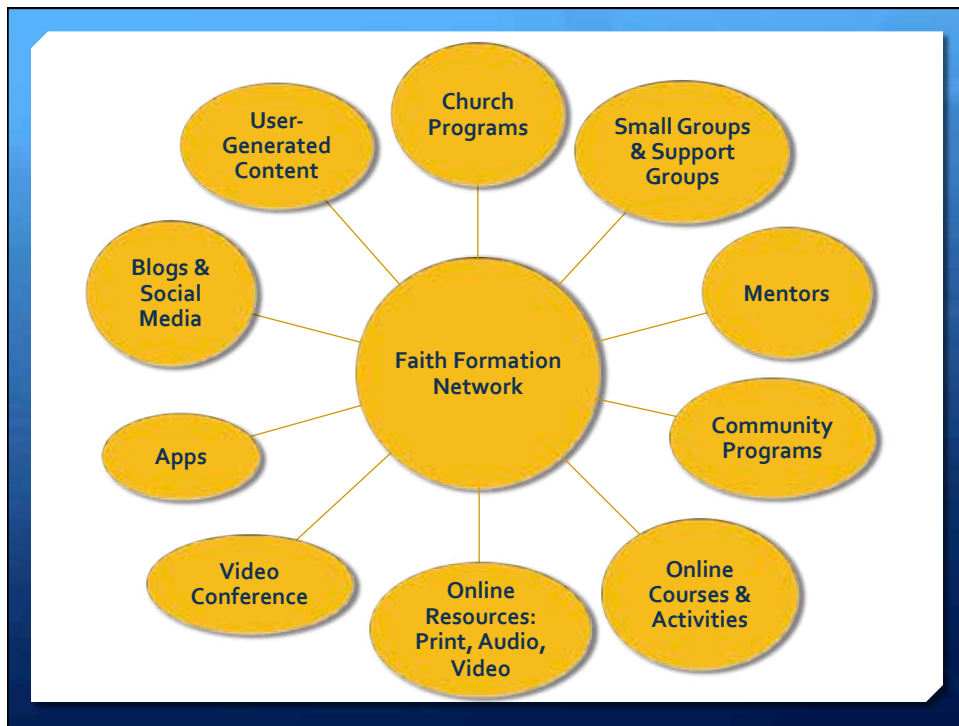 Church
Programs
Small Groups
& Support
Groups
Mentors
Community
Programs
Online
Courses &
Activities
Online
Resources:
Print, Audio,
Video
Video
Conference
Apps
Blogs &
Social
Media
User-
Generated
Content
Faith Formation
Network